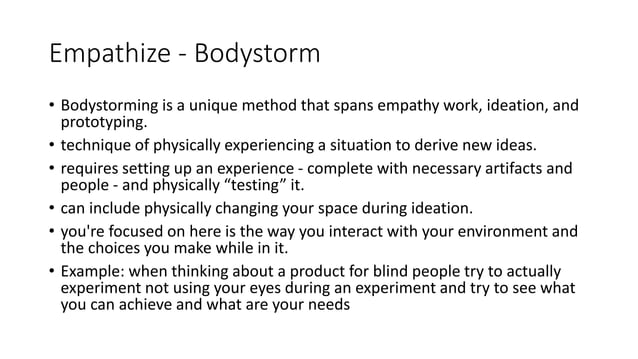 Empathize - Bodystorm
• Bodystorming is a unique method that spans empathy work, ideation, and
prototyping.
• technique of physically experiencing a situation to derive new ideas.
• requires setting up an experience - complete with necessary artifacts and
people - and physically “testing” it.
• can include physically changing your space during ideation.
• you're focused on here is the way you interact with your environment and
the choices you make while in it.
• Example: when thinking about a product for blind people try to actually
experiment not using your eyes during an experiment and try to see what
you can achieve and what are your needs